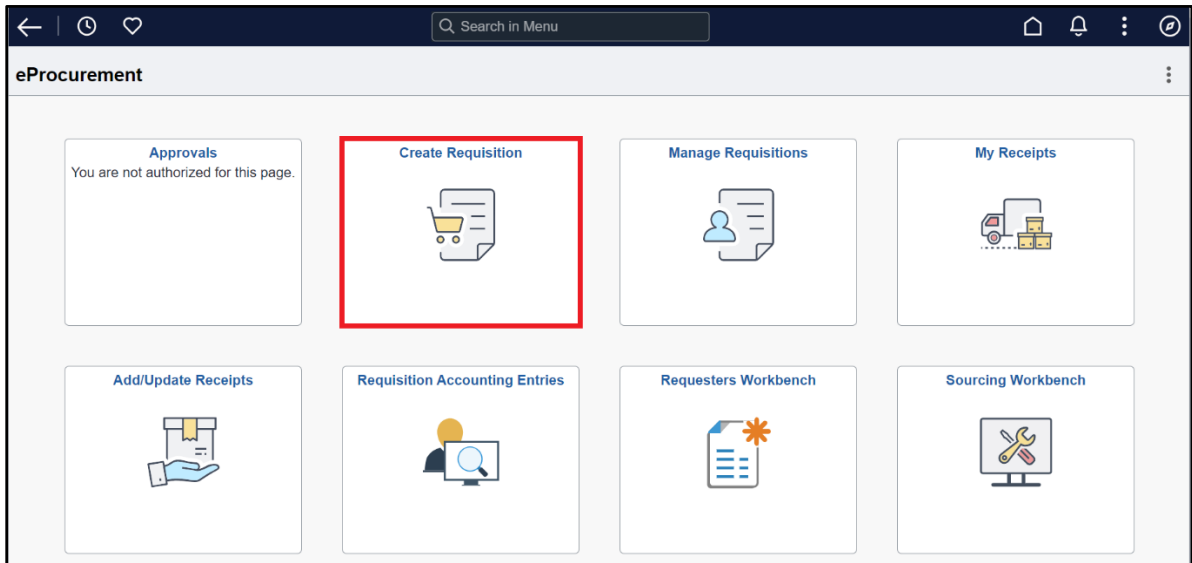 Search in Menu
eProcurement
Approvals
You are not authorized for this page.
Create Requisition
Manage Requisitions
My Receipts
Add/Update Receipts
Requisition Accounting Entries
Requesters Workbench
Sourcing Workbench